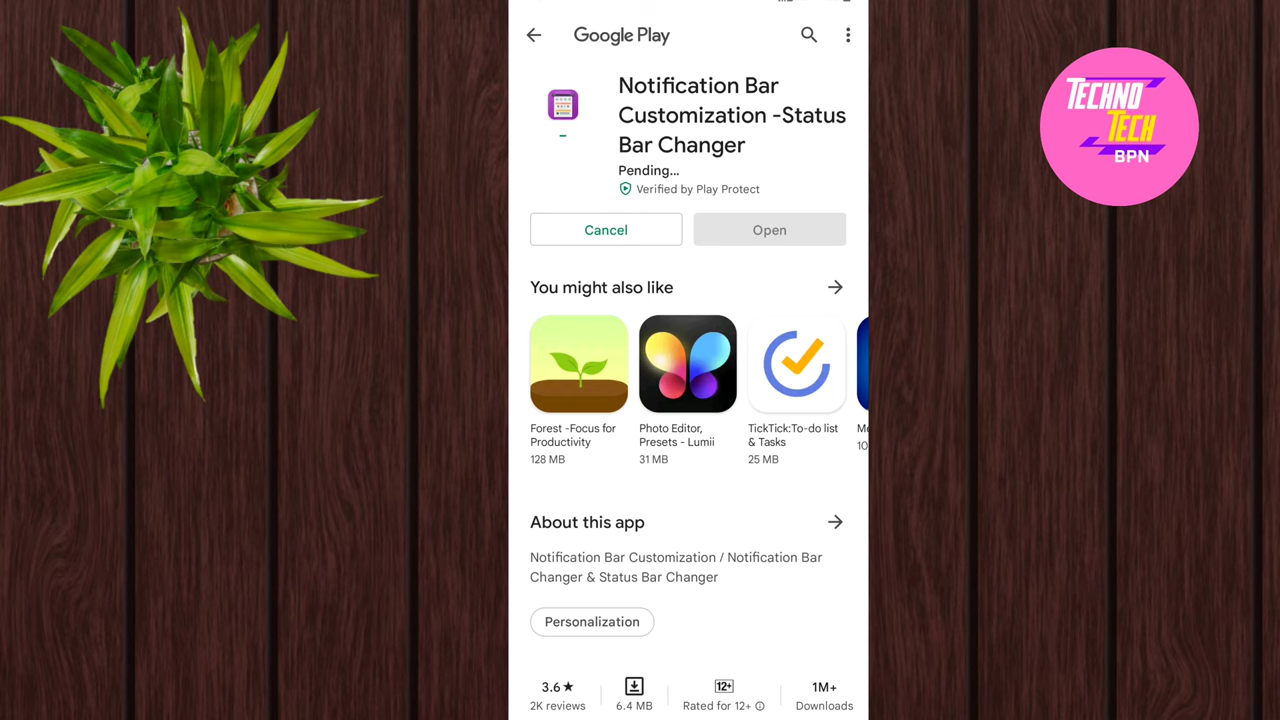 Google Play
TECHNO
TECH
BPN
Notification Bar
Customization -Status
Bar Changer
Pending...
Verified by Play Protect
Cancel
Open
You might also like
Forest -Focus for
Productivity
128 MB
Photo Editor,
Presets - Lumii
31 MB
TickTick:To-do list
& Tasks
25 MB
Me
10
About this app
Notification Bar Customization / Notification Bar
Changer & Status Bar Changer
Personalization
3.6★
2K reviews
6.4 MB
12+
Rated for 12+
1M+
Downloads